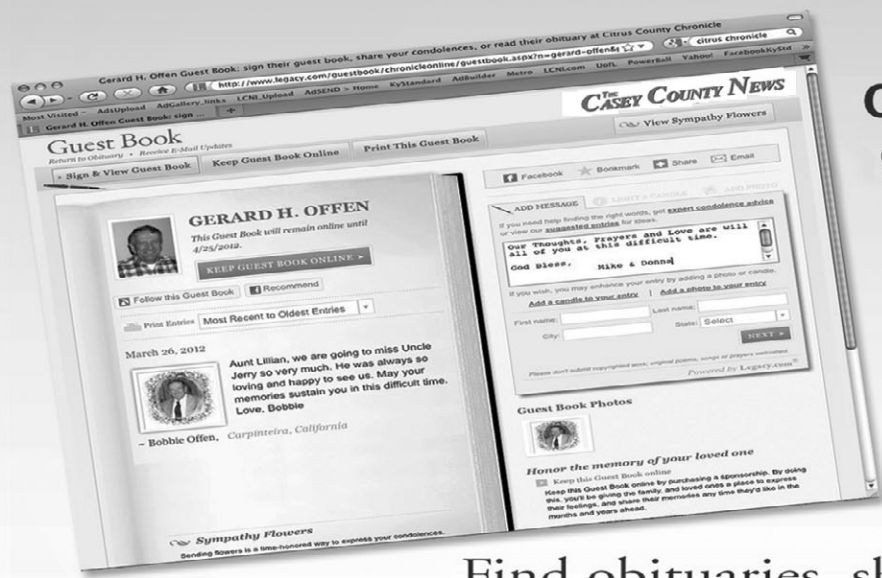 Gerard H. Offen Guest Book: sign their guest book, share your condolences, or read their obituary at Citrus County Chronicle
http://www.legacy.com/guestbook/chronicleonline/guestbook.aspx?n=gerard-offen&
citrus chronicle
Most Visited AdsUpload AdGallery_links LCNI_Upload AdSEND > Home KyStandard AdBuilder Metro LCNI.com UofL PowerBall Yahoo! FacebookKyStd
Gerard H. Offen Guest Book: sign ...
THE CASEY COUNTY NEWS
Guest Book
Return to Obituary • Receive E-Mail Updates
View Sympathy Flowers
Sign & View Guest Book
Keep Guest Book Online
Print This Guest Book
GERARD H. OFFEN
This Guest Book will remain online until
4/25/2012.
KEEP GUEST BOOK ONLINE
Follow this Guest Book
Recommend
Print Entries
Most Recent to Oldest Entries
March 26, 2012
Aunt Lillian, we are going to miss Uncle
Jerry so very much. He was always so
loving and happy to see us. May your
memories sustain you in this difficult time.
Love, Bobbie
~ Bobbie Offen, Carpinteira, California
Sympathy Flowers
Sending flowers is a time-honored way to express your condolences.
Facebook
Bookmark
Share
Email
ADD MESSAGE
LIGHT A CANDLE
ADD PHOTO
If you need help finding the right words, get expert condolence advice
or view our suggested entries for ideas.
Our Thoughts, Prayers and Love are will
all of you at this difficult time.
God Bless, Mike & Donna
If you wish, you may enhance your entry by adding a photo or candle.
Add a candle to your entry | Add a photo to your entry
First name:
Last name:
City:
State: Select
NEXT
Please don't submit copyrighted work; original poems, songs or prayers welcomed.
Powered by Legacy.com®
Guest Book Photos
Honor the memory of your loved one
Keep this Guest Book online
Keep this Guest Book online by purchasing a sponsorship. By doing
this, you'll be giving the family, and loved ones a place to express
their feelings, and share their memories any time they'd like in the
months and years ahead.
Find obituaries, sh